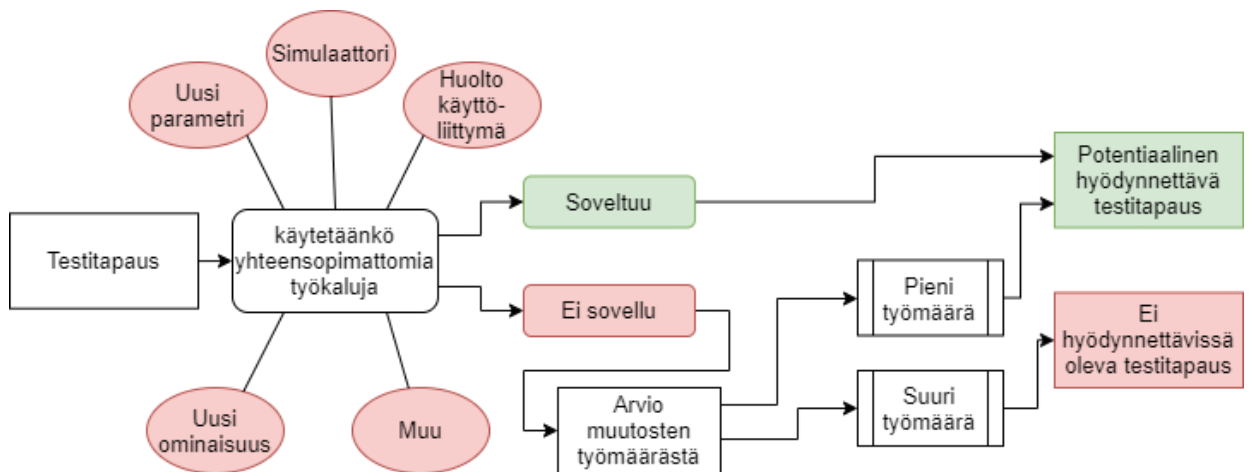 Simulaattori
Uusi
parametri
Huolto
käyttö-
liittymä
Testitapaus
käytetäänkö
yhteensopimattomia
työkaluja
Uusi
ominaisuus
Muu
Soveltuu
Ei sovellu
Arvio
muutosten
työmäärästä
Pieni
työmäärä
Suuri
työmäärä
Potentiaalinen
hyödynnettävä
testitapaus
Ei
hyödynnettävissä
oleva testitapaus